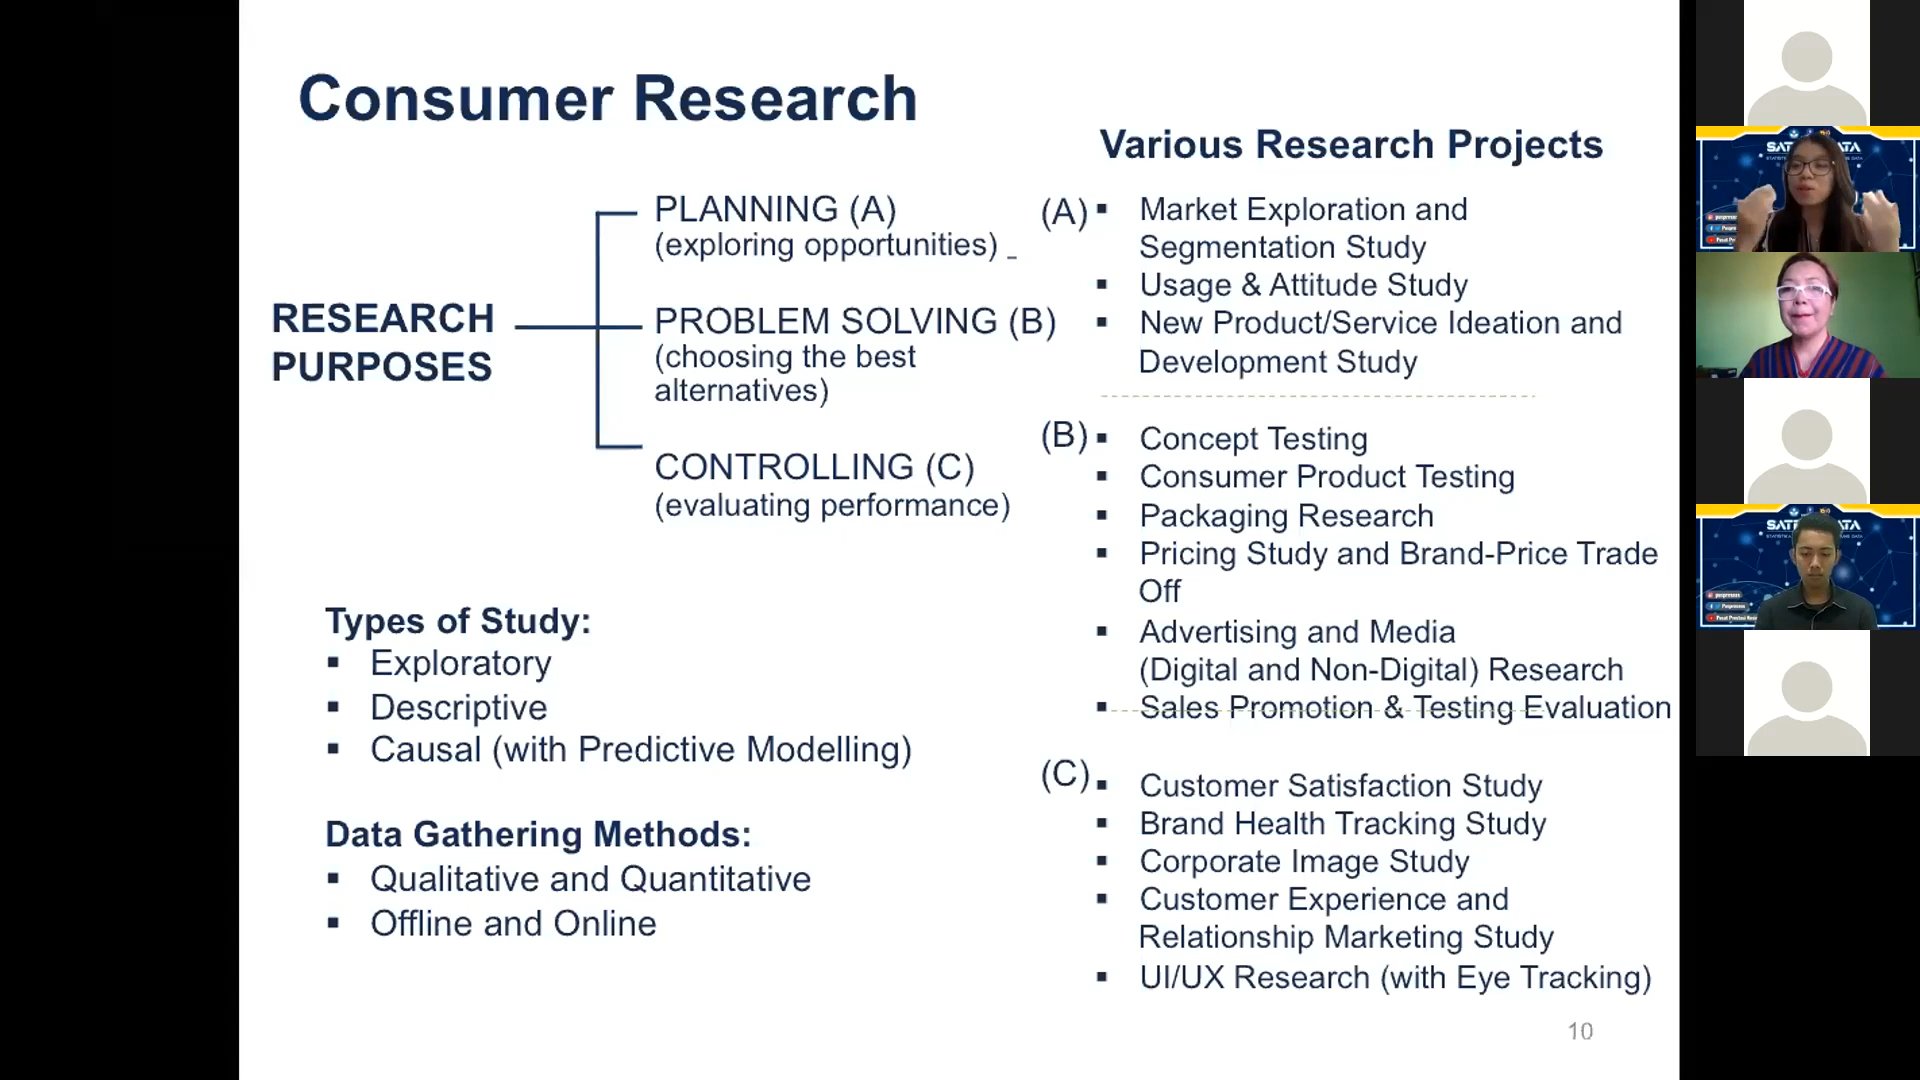 Consumer Research
RESEARCH
PURPOSES
PLANNING (A)
(exploring opportunities) _
PROBLEM SOLVING (B)
(choosing the best
alternatives)
CONTROLLING (C)
(evaluating performance)
Types of Study:
▪ Exploratory
▪ Descriptive
▪ Causal (with Predictive Modelling)
Data Gathering Methods:
▪ Qualitative and Quantitative
▪ Offline and Online
Various Research Projects
(A) ▪ Market Exploration and
Segmentation Study
▪ Usage & Attitude Study
▪ New Product/Service Ideation and
Development Study
(B) ▪ Concept Testing
▪ Consumer Product Testing
▪ Packaging Research
▪ Pricing Study and Brand-Price Trade
Off
▪ Advertising and Media
(Digital and Non-Digital) Research
▪ Sales Promotion & Testing Evaluation
(C) ▪ Customer Satisfaction Study
▪ Brand Health Tracking Study
▪ Corporate Image Study
▪ Customer Experience and
Relationship Marketing Study
▪ UI/UX Research (with Eye Tracking)
10